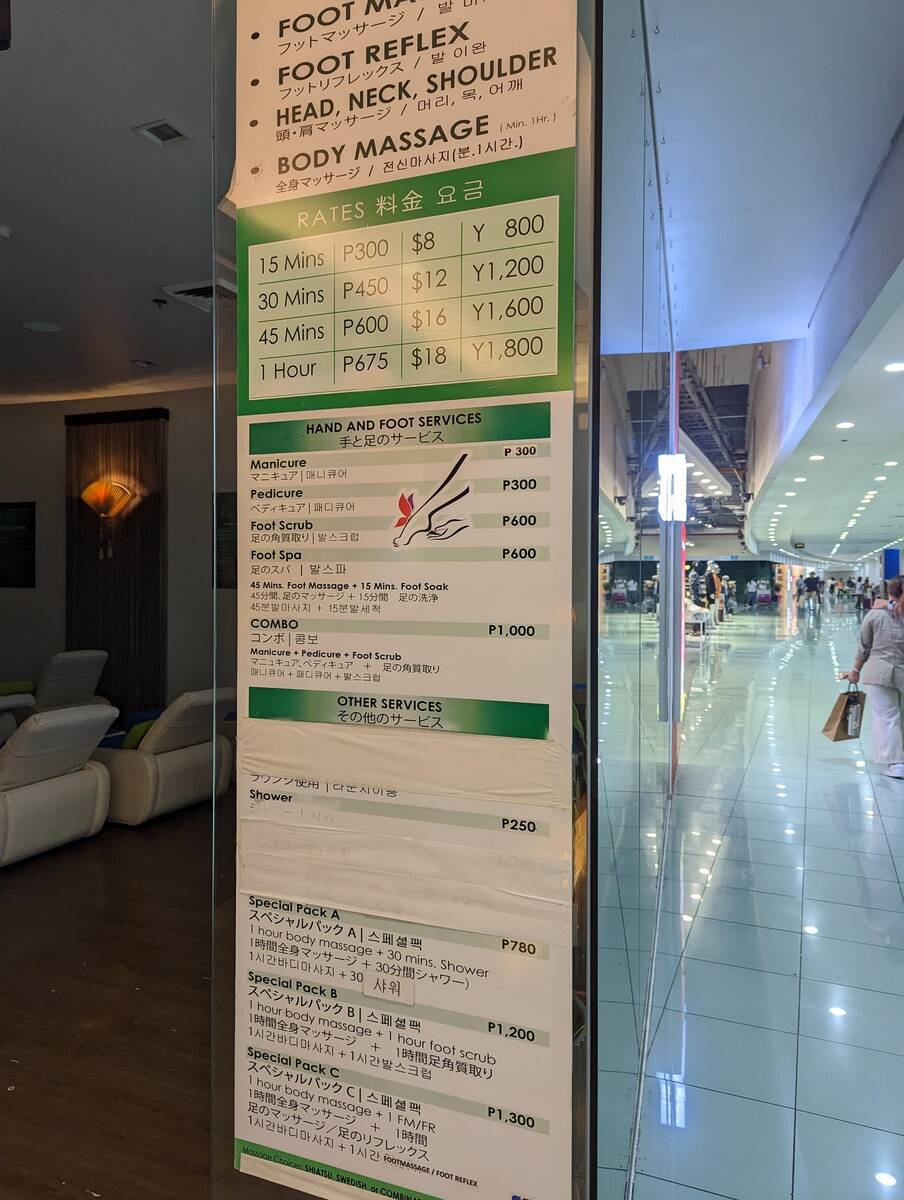 • FOOT MA
フットマッサージ / 발 마
• FOOT REFLEX
フットリフレックス / 발 이완
• HEAD, NECK, SHOULDER
頭・肩マッサージ / 머리, 목, 어깨
• BODY MASSAGE ( Min. 1Hr. )
全身マッサージ / 전신마사지(분.1시간.)
RATES 料金 요금
15 Mins P300 $8 Y 800
30 Mins P450 $12 Y1,200
45 Mins P600 $16 Y1,600
1 Hour P675 $18 Y1,800
HAND AND FOOT SERVICES
手と足のサービス
Manicure P 300
マニキュア | 매니큐어
Pedicure P300
ペディキュア | 패디큐어
Foot Scrub P600
足の角質取り | 발스크럽
Foot Spa P600
足のスパ | 발스파
45 Mins. Foot Massage + 15 Mins. Foot Soak
45分間、足のマッサージ + 15分間 足の洗浄
45분발마사지 + 15분발세척
COMBO P1,000
コンボ | 콤보
Manicure + Pedicure + Foot Scrub
マニュキュア、ペディキュア + 足の角質取り
매니큐어 + 패디큐어 + 발스크럽
OTHER SERVICES
その他のサービス
ラウンジ使用 | 라운지이용
Shower P250
샤워
Special Pack A P780
スペシャルパック A | 스페셜팩
1 hour body massage + 30 mins. Shower
1時間全身マッサージ + 30分間シャワー)
1시간바디마사지 + 30 샤워
Special Pack B P1,200
スペシャルパック B | 스페셜팩
1 hour body massage + 1 hour foot scrub
1時間全身マッサージ + 1時間足角質取り
1시간바디마사지 + 1시간발스크럽
Special Pack C P1,300
スペシャルパック C | 스페셜팩
1 hour body massage + 1 FM/FR
1時間全身マッサージ + 1時間
足のマッサージ/足のリフレックス
1시간바디마사지 + 1시간 FOOTMASSAGE / FOOT REFLEX
Massage Choices: SHIATSU, SWEDISH, or COMBINA